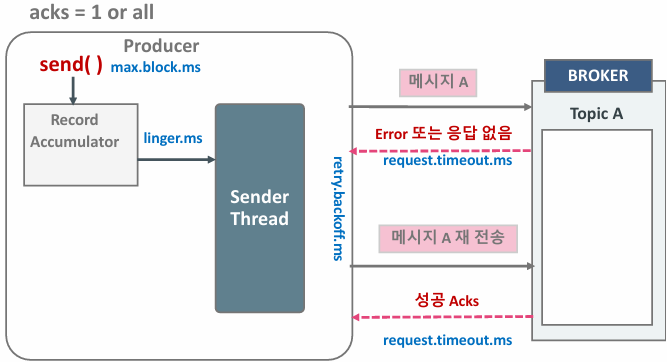 acks = 1 or all
Producer
send( ) max.block.ms
Record
Accumulator
linger.ms
Sender
Thread
retry.backoff.ms
메시지 A
Error 또는 응답 없음
request.timeout.ms
메시지 A 재 전송
성공 Acks
request.timeout.ms
BROKER
Topic A